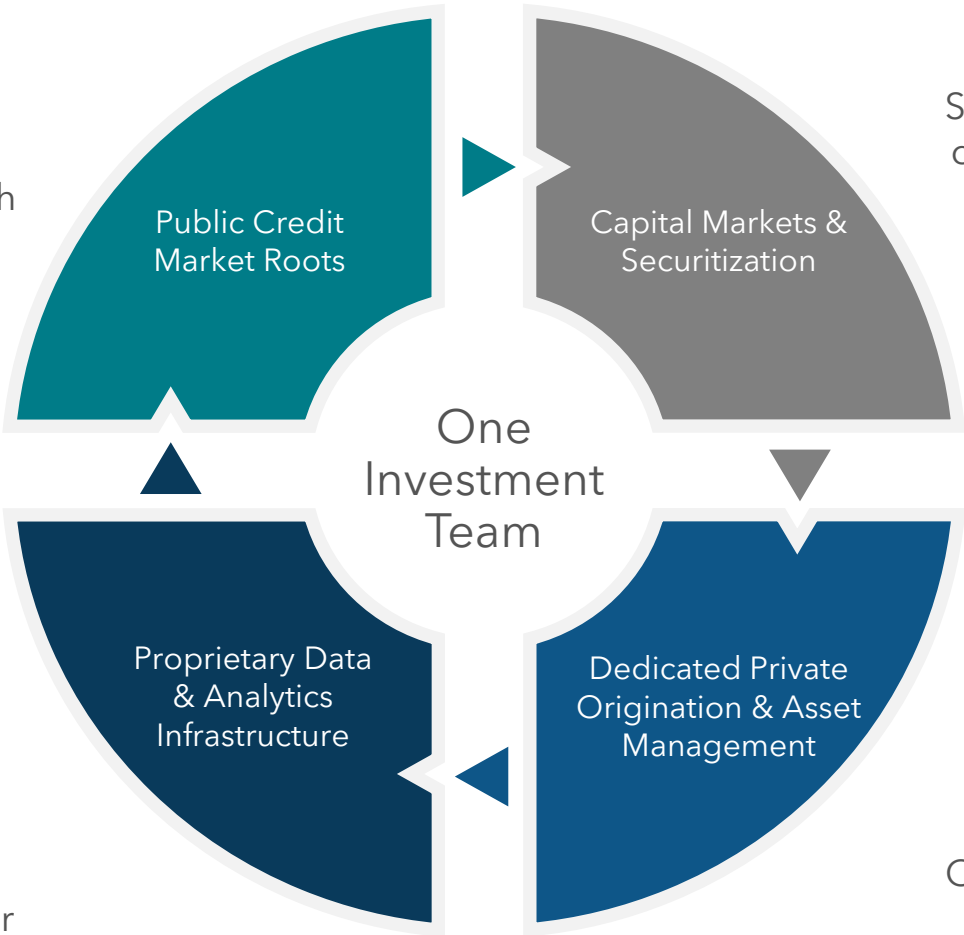 Public Credit
Market Roots
Capital Markets &
Securitization
One
Investment
Team
Proprietary Data
& Analytics
Infrastructure
Dedicated Private
Origination & Asset
Management